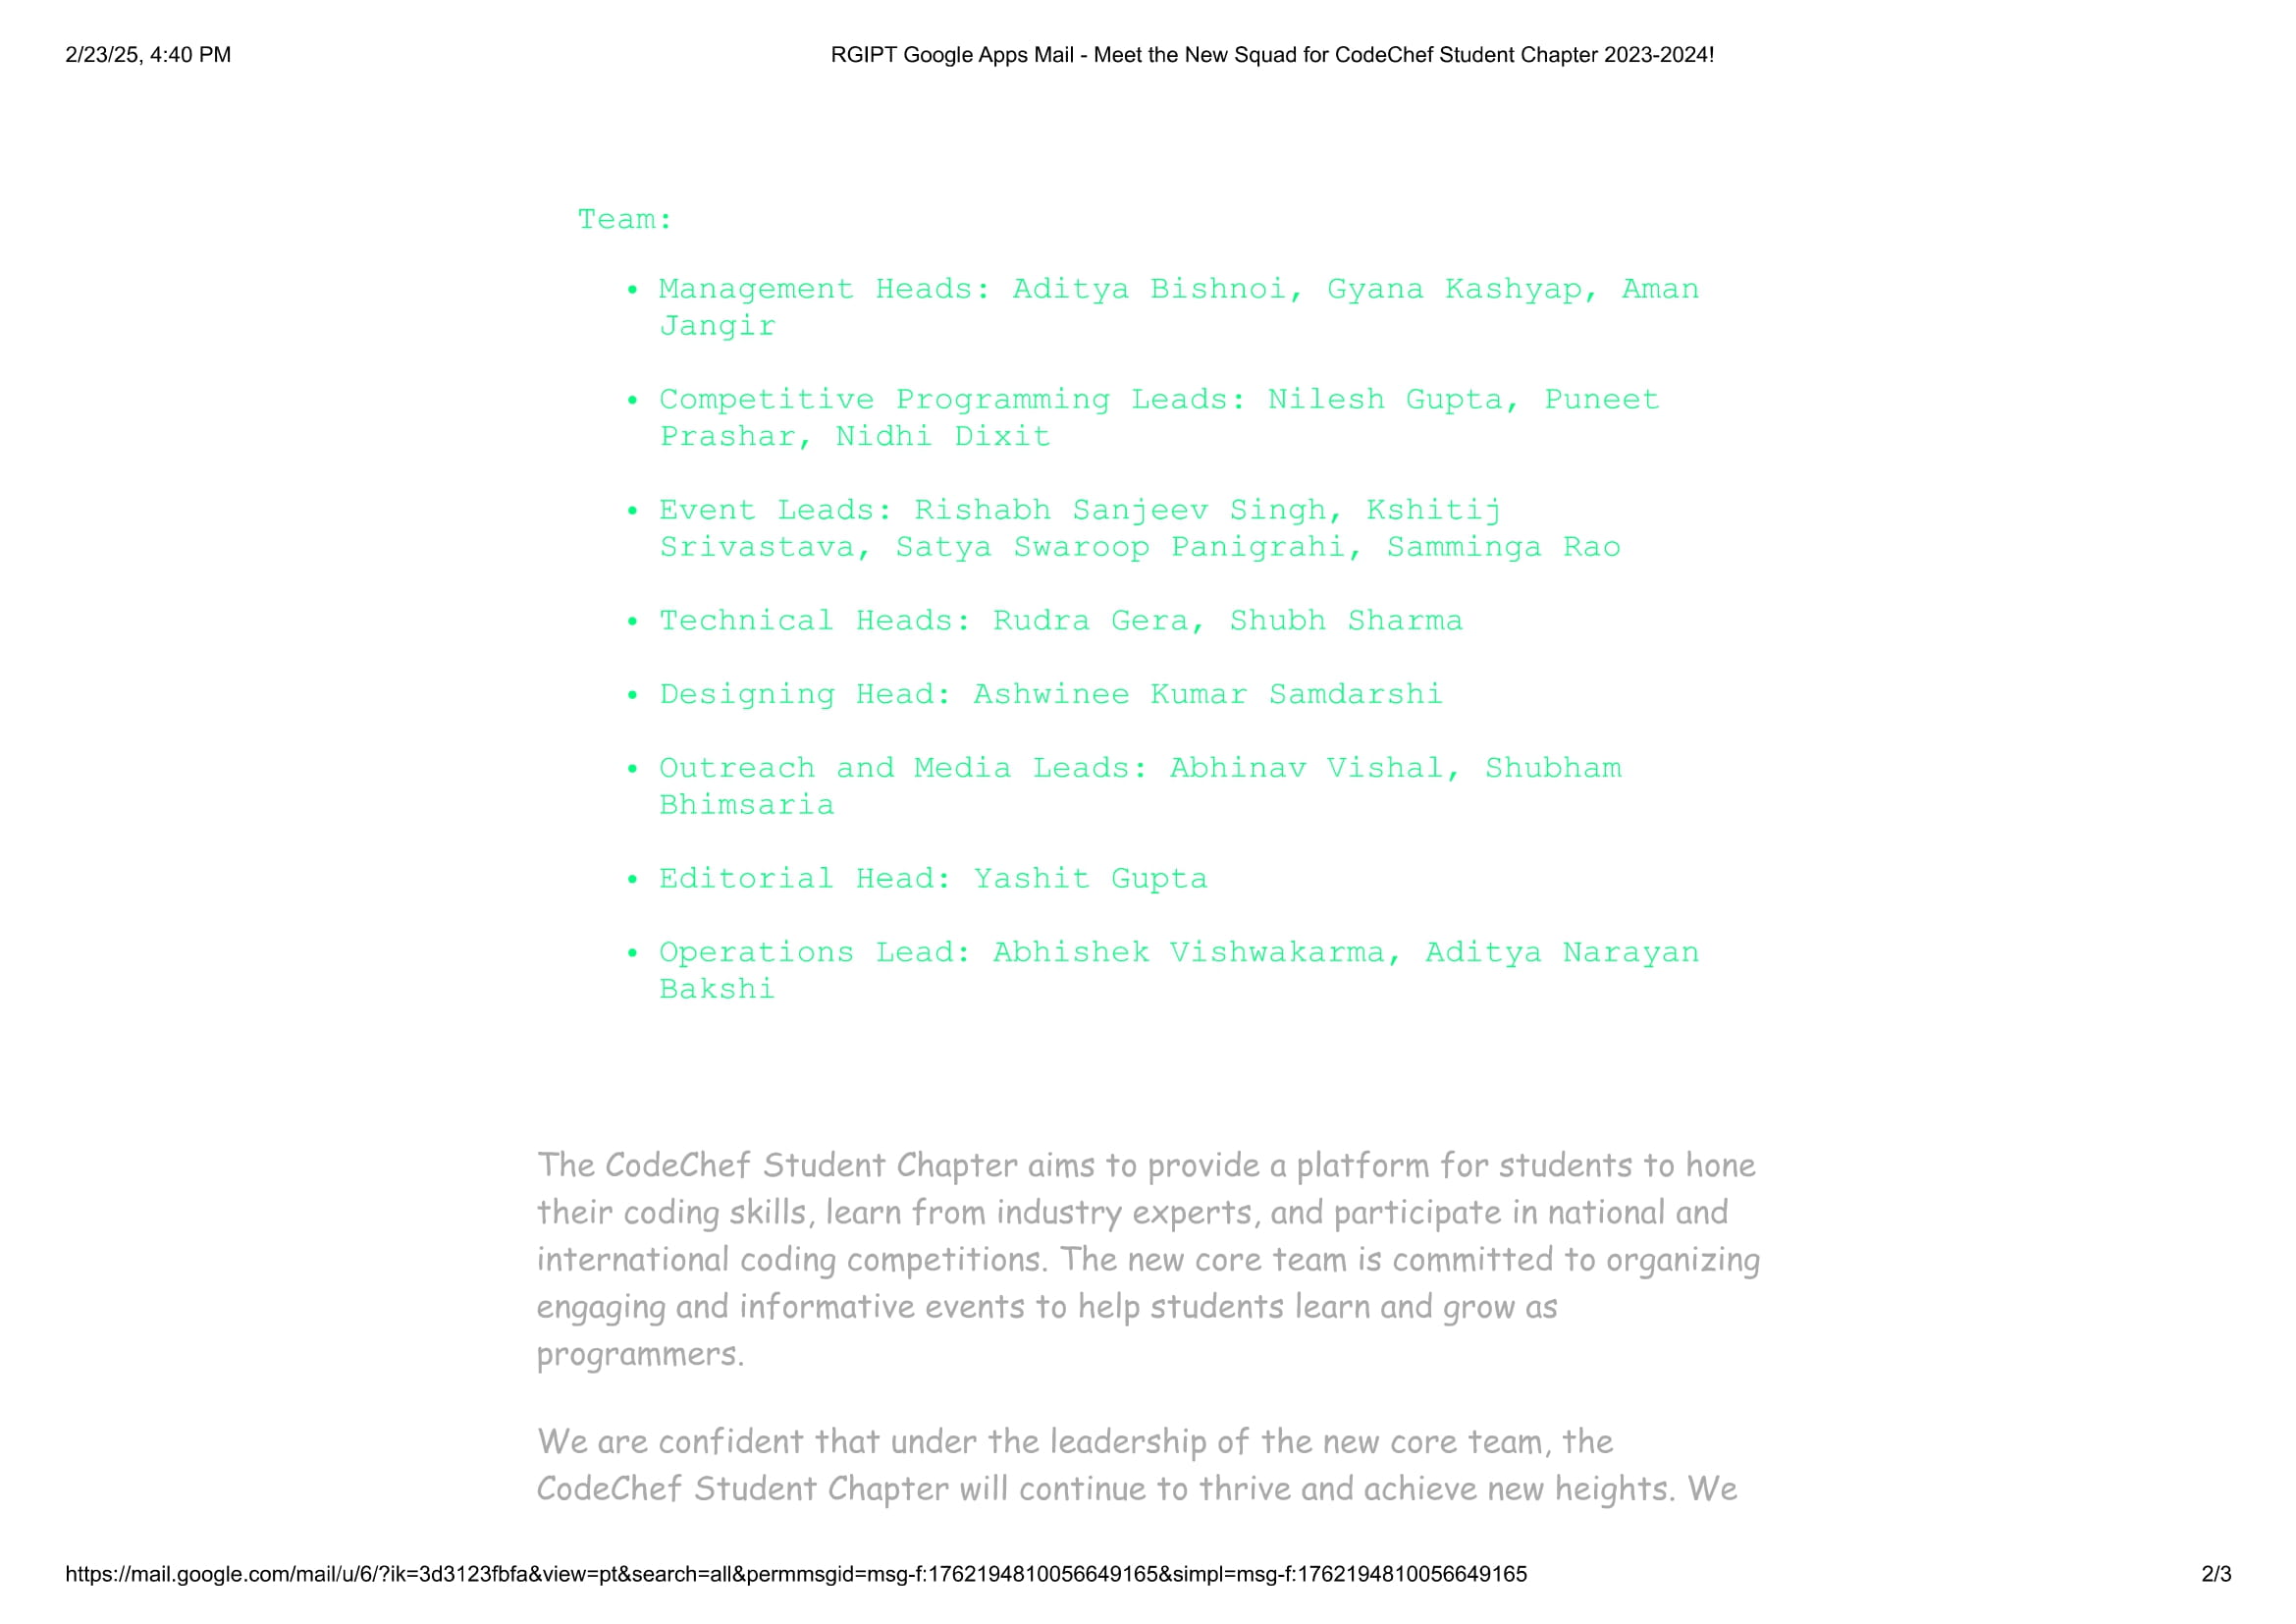 2/23/25, 4:40 PM
RGIPT Google Apps Mail - Meet the New Squad for CodeChef Student Chapter 2023-2024!
Team:
• Management Heads: Aditya Bishnoi, Gyana Kashyap, Aman
Jangir
• Competitive Programming Leads: Nilesh Gupta, Puneet
Prashar, Nidhi Dixit
• Event Leads: Rishabh Sanjeev Singh, Kshitij
Srivastava, Satya Swaroop Panigrahi, Samminga Rao
• Technical Heads: Rudra Gera, Shubh Sharma
• Designing Head: Ashwinee Kumar Samdarshi
• Outreach and Media Leads: Abhinav Vishal, Shubham
Bhimsaria
• Editorial Head: Yashit Gupta
• Operations Lead: Abhishek Vishwakarma, Aditya Narayan
Bakshi
The CodeChef Student Chapter aims to provide a platform for students to hone
their coding skills, learn from industry experts, and participate in national and
international coding competitions. The new core team is committed to organizing
engaging and informative events to help students learn and grow as
programmers.
We are confident that under the leadership of the new core team, the
CodeChef Student Chapter will continue to thrive and achieve new heights. We
https://mail.google.com/mail/u/6/?ik=3d3123fbfa&view=pt&search=all&permmsgid=msg-f:1762194810056649165&simpl=msg-f:1762194810056649165
2/3